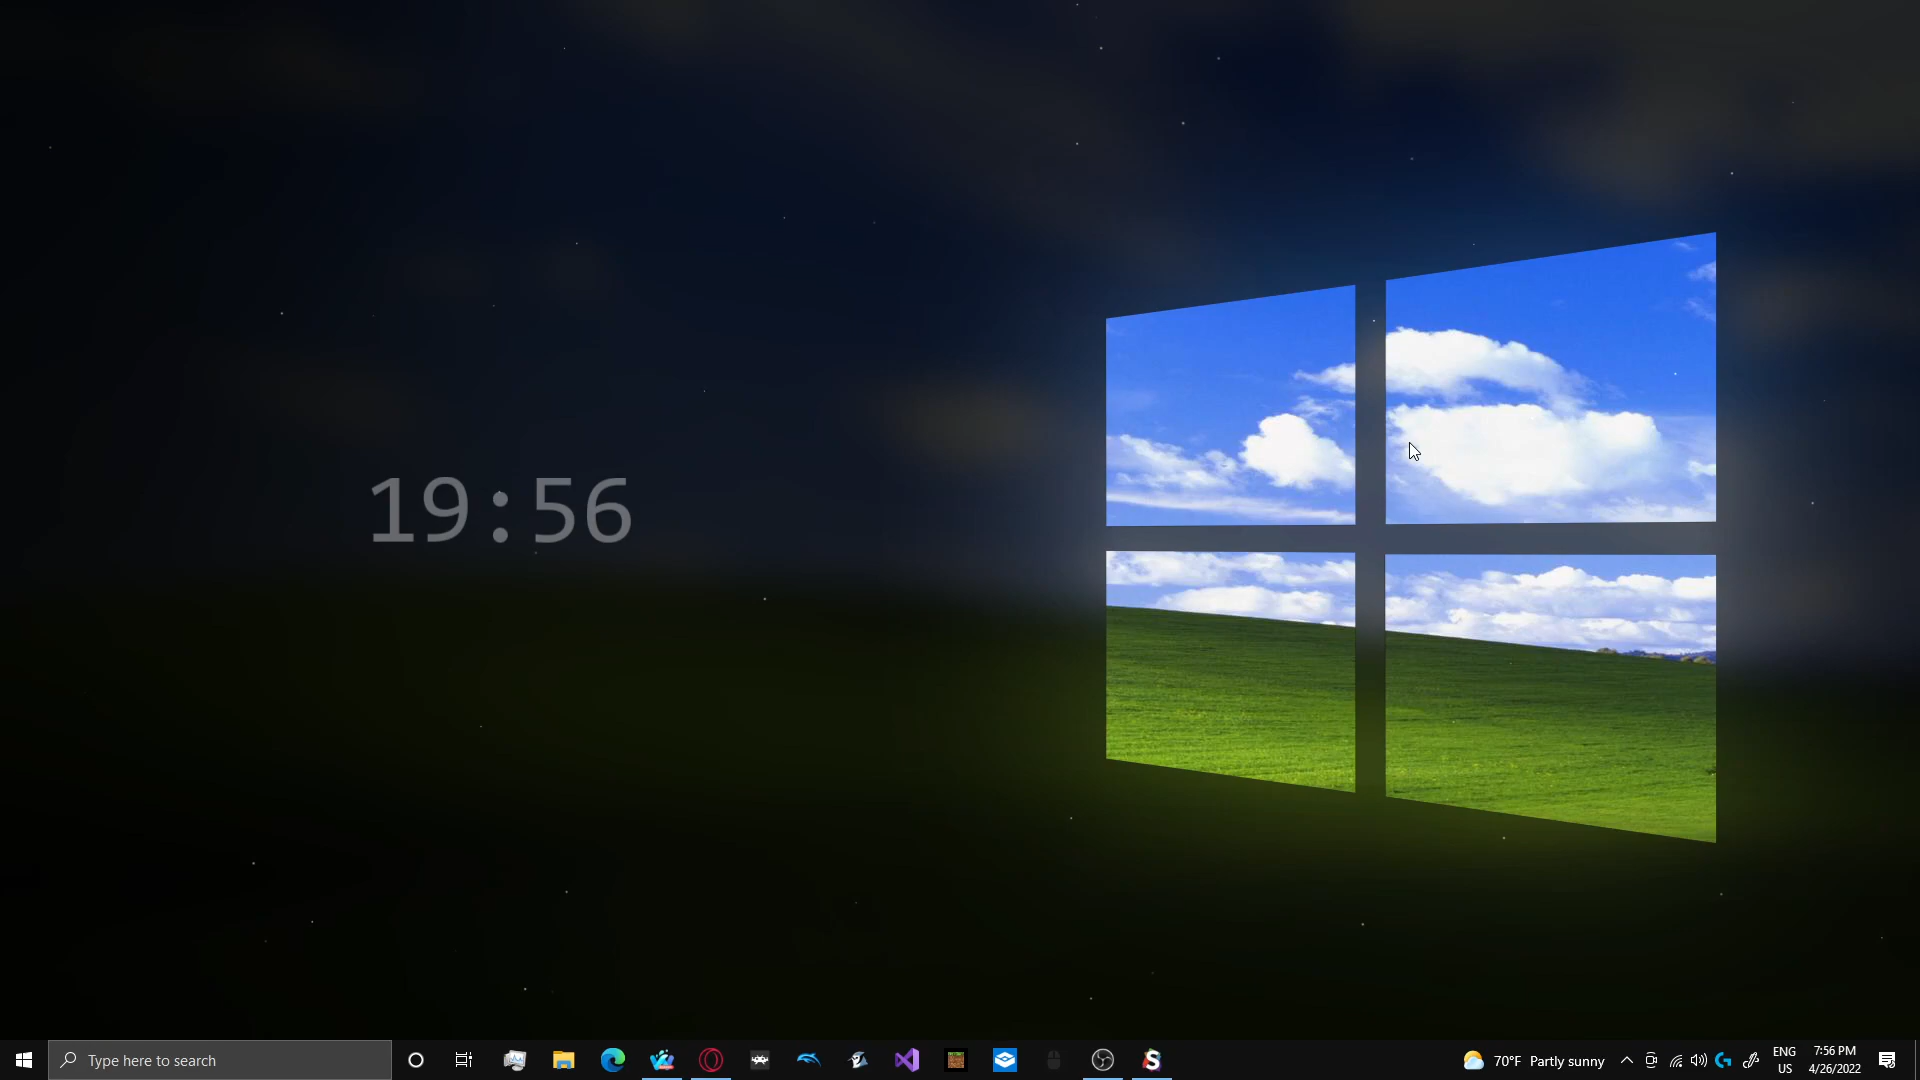 19:56
Type here to search
70°F Partly sunny
ENG
US
7:56 PM
4/26/2022